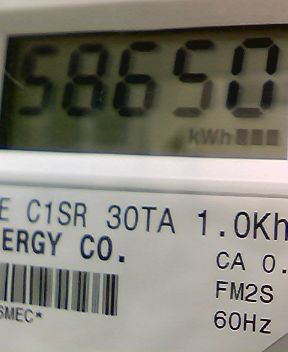 58650
kWh
E C1SR 30TA 1.0Kh
ERGY CO.
CA 0.
FM2S
SMEC*
60Hz